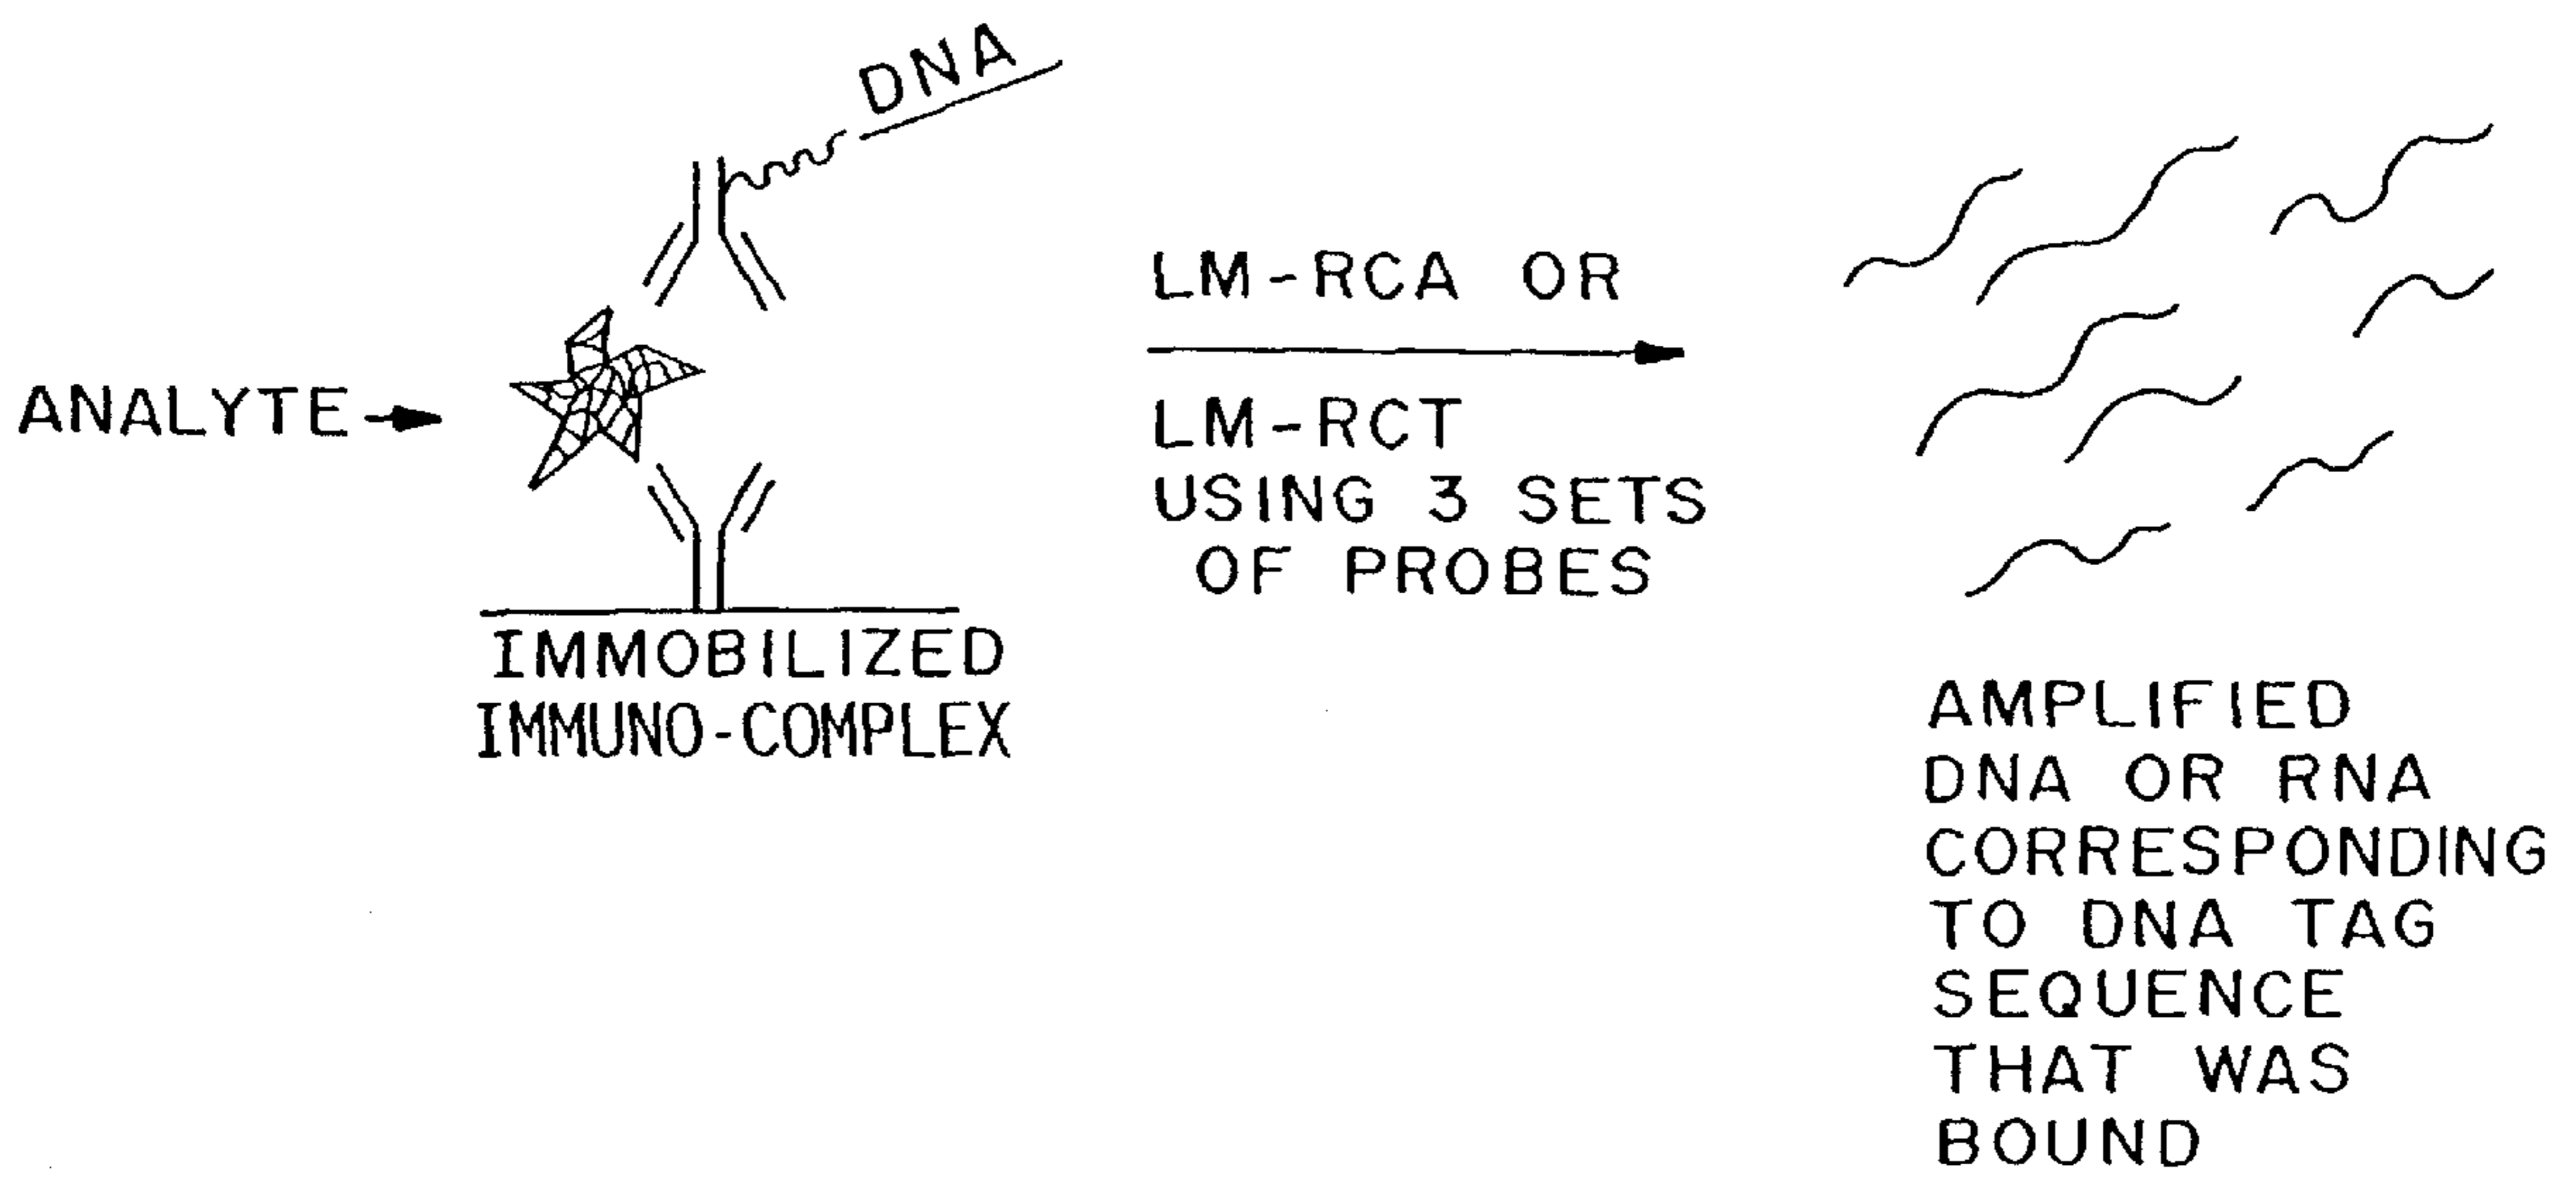 DNA
ANALYTE
IMMOBILIZED
IMMUNO-COMPLEX
LM-RCA OR
LM-RCT
USING 3 SETS
OF PROBES
AMPLIFIED
DNA OR RNA
CORRESPONDING
TO DNA TAG
SEQUENCE
THAT WAS
BOUND